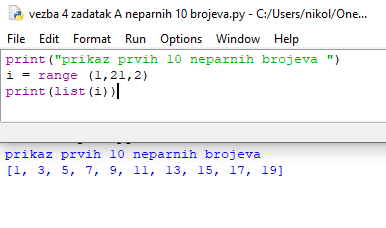 vezba 4 zadatak A neparnih 10 brojeva.py - C:/Users/nikol/One...
File Edit Format Run Options Window Help
print("prikaz prvih 10 neparnih brojeva ")
i = range (1,21,2)
print(list(i))
prikaz prvih 10 neparnih brojeva
[1, 3, 5, 7, 9, 11, 13, 15, 17, 19]